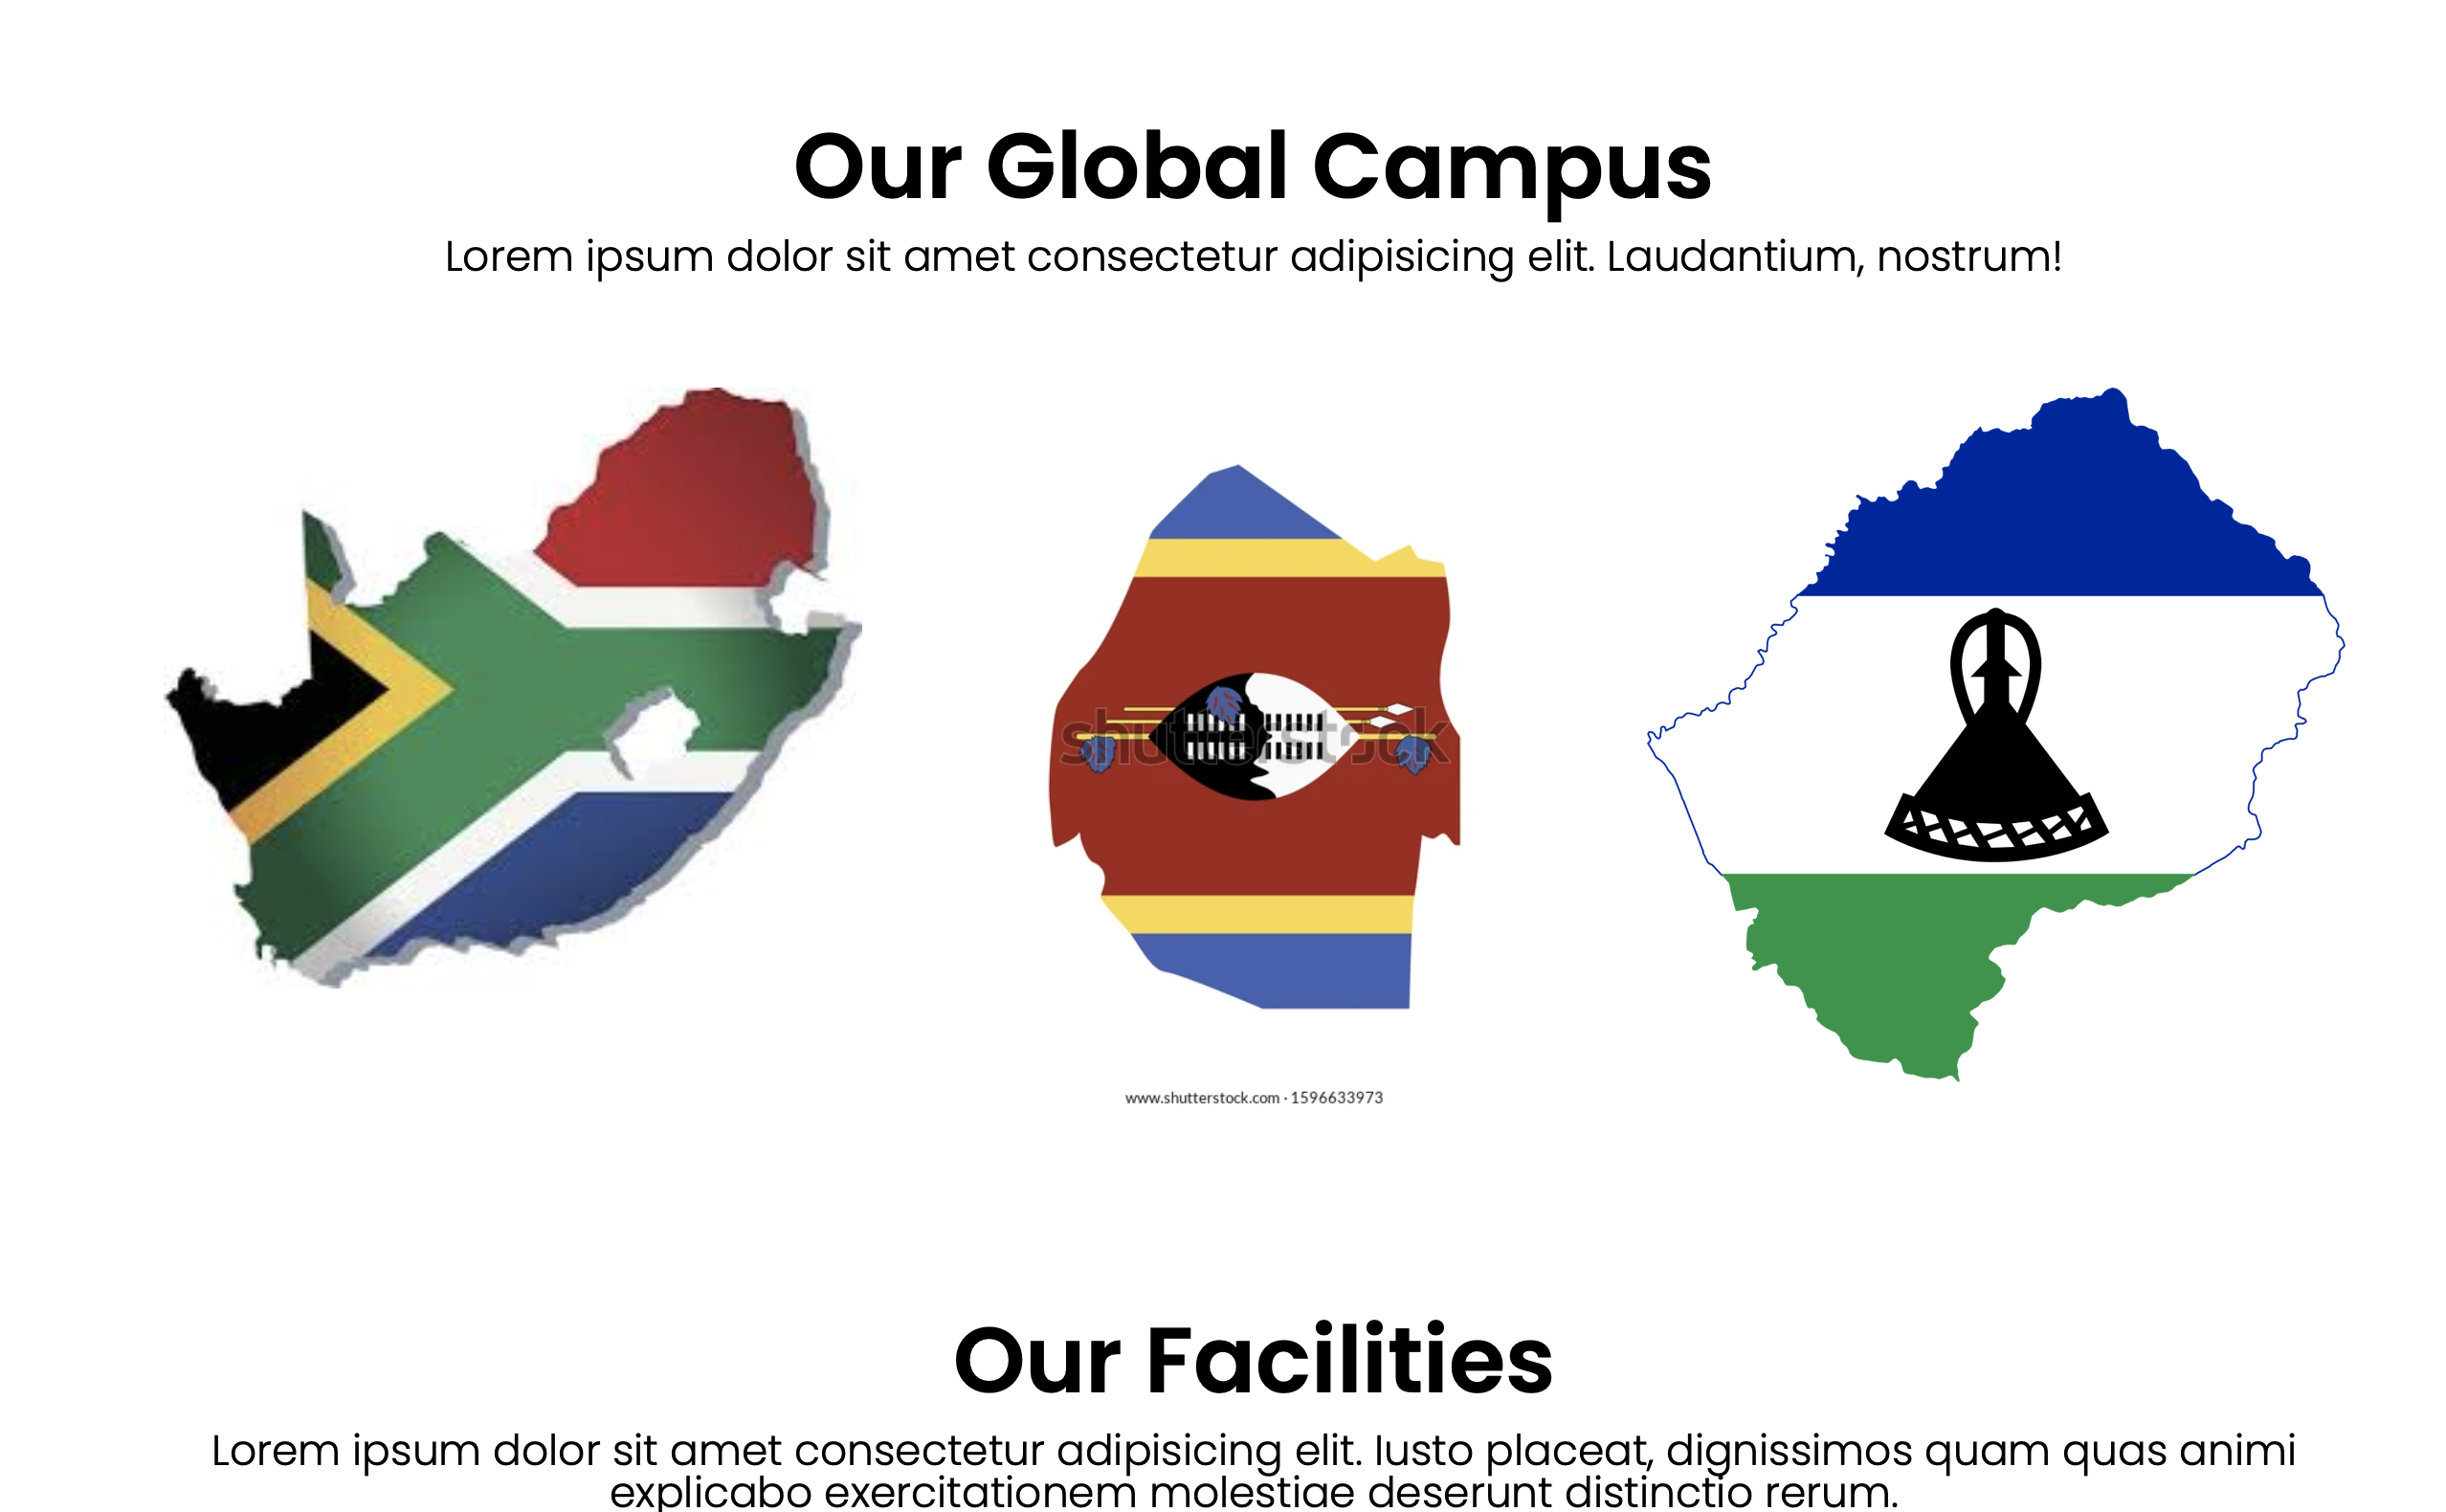 Our Global Campus
Lorem ipsum dolor sit amet consectetur adipisicing elit. Laudantium, nostrum!
shutterstock
www.shutterstock.com · 1596633973
Our Facilities
Lorem ipsum dolor sit amet consectetur adipisicing elit. Iusto placeat, dignissimos quam quas animi
explicabo exercitationem molestiae deserunt distinctio rerum.